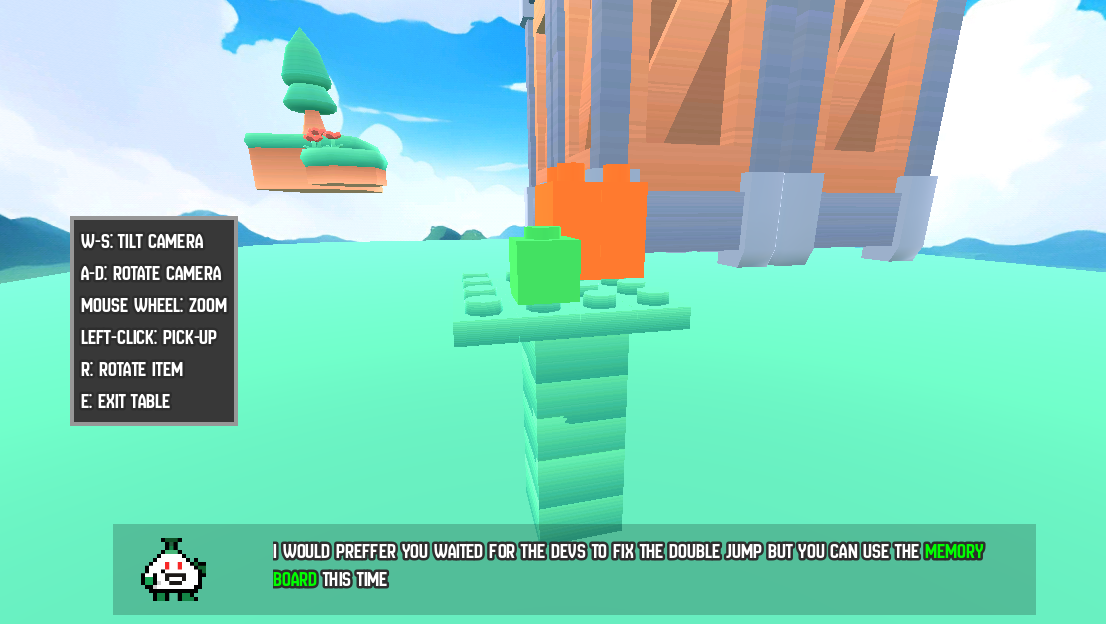 W-S: TILT CAMERA
A-D: ROTATE CAMERA
MOUSE WHEEL: ZOOM
LEFT-CLICK: PICK-UP
R: ROTATE ITEM
E: EXIT TABLE
I WOULD PREFFER YOU WAITED FOR THE DEVS TO FIX THE DOUBLE JUMP BUT YOU CAN USE THE MEMORY
BOARD THIS TIME